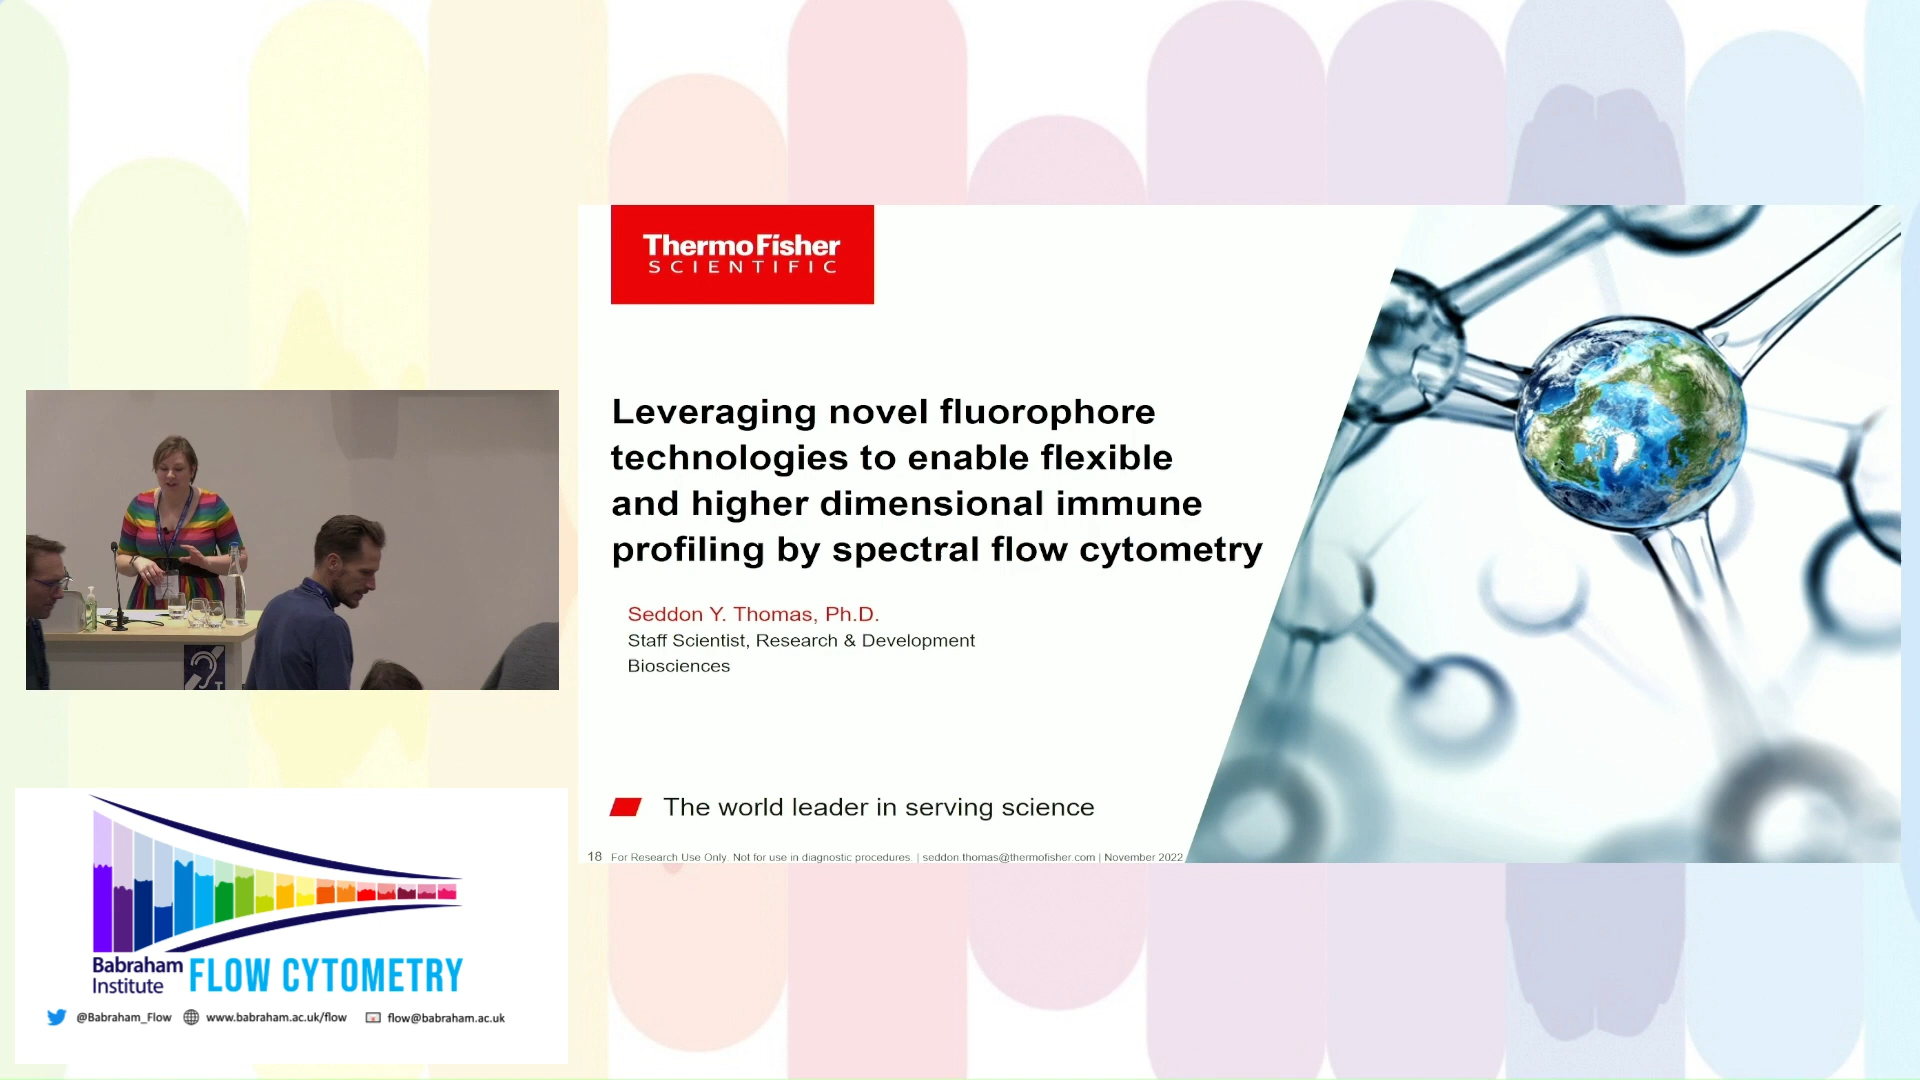 ThermoFisher
SCIENTIFIC
Leveraging novel fluorophore
technologies to enable flexible
and higher dimensional immune
profiling by spectral flow cytometry
Seddon Y. Thomas, Ph.D.
Staff Scientist, Research & Development
Biosciences
The world leader in serving science
18 For Research Use Only. Not for use in diagnostic procedures. | seddon.thomas@thermofisher.com | November 2022
T
Babraham
Institute
FLOW CYTOMETRY
@Babraham_Flow www.babraham.ac.uk/flow flow@babraham.ac.uk